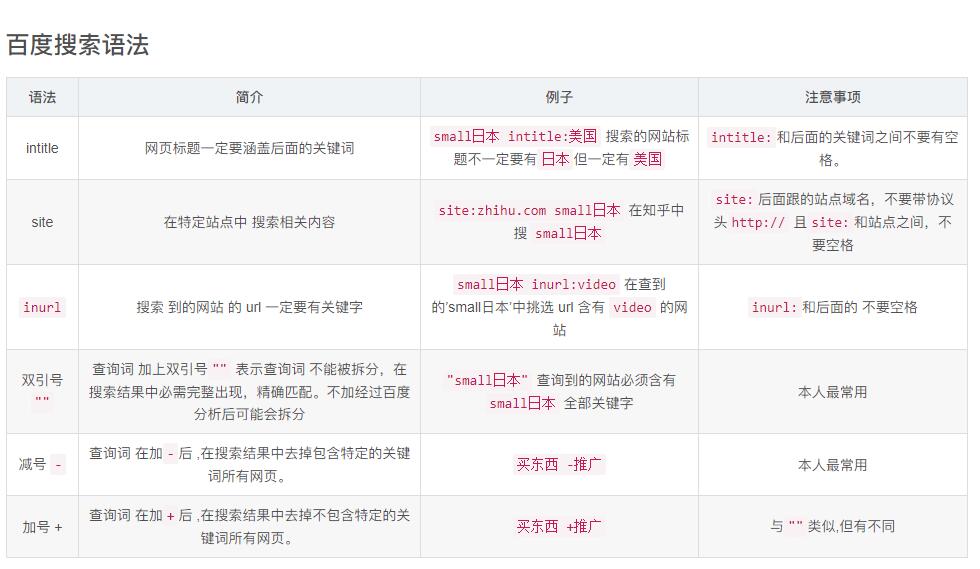 百度搜索语法
语法 简介 例子 注意事项
intitle
网页标题一定要涵盖后面的关键词
small日本 intitle:美国 搜索的网站标
题不一定要有 日本 但一定有 美国
intitle: 和后面的关键词之间不要有空
格。
site
在特定站点中 搜索相关内容
site:zhihu.com small日本 在知乎中
搜 small日本
site: 后面跟的站点域名，不要带协议
头 http:// 且 site: 和站点之间，不
要空格
inurl
搜索 到的网站 的 url 一定要有关键字
small日本 inurl:video 在查到
的'small日本'中挑选 url 含有 video 的网
站
inurl: 和后面的 不要空格
双引号
""
查询词 加上双引号 "" 表示查询词 不能被拆分，在
搜索结果中必需完整出现，精确匹配。不加经过百度
分析后可能会拆分
"small日本" 查询到的网站必须含有
small日本 全部关键字
本人最常用
减号 -
查询词 在加 - 后 ,在搜索结果中去掉包含特定的关键
词所有网页。
买东西 -推广
本人最常用
加号 +
查询词 在加 + 后 ,在搜索结果中去掉不包含特定的关
键词所有网页。
买东西 +推广
与 "" 类似,但有不同